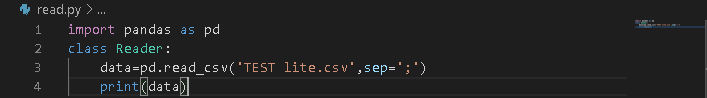 read.py > ...
1 import pandas as pd
2 class Reader:
3     data=pd.read_csv('TEST lite.csv',sep=';')
4     print(data)